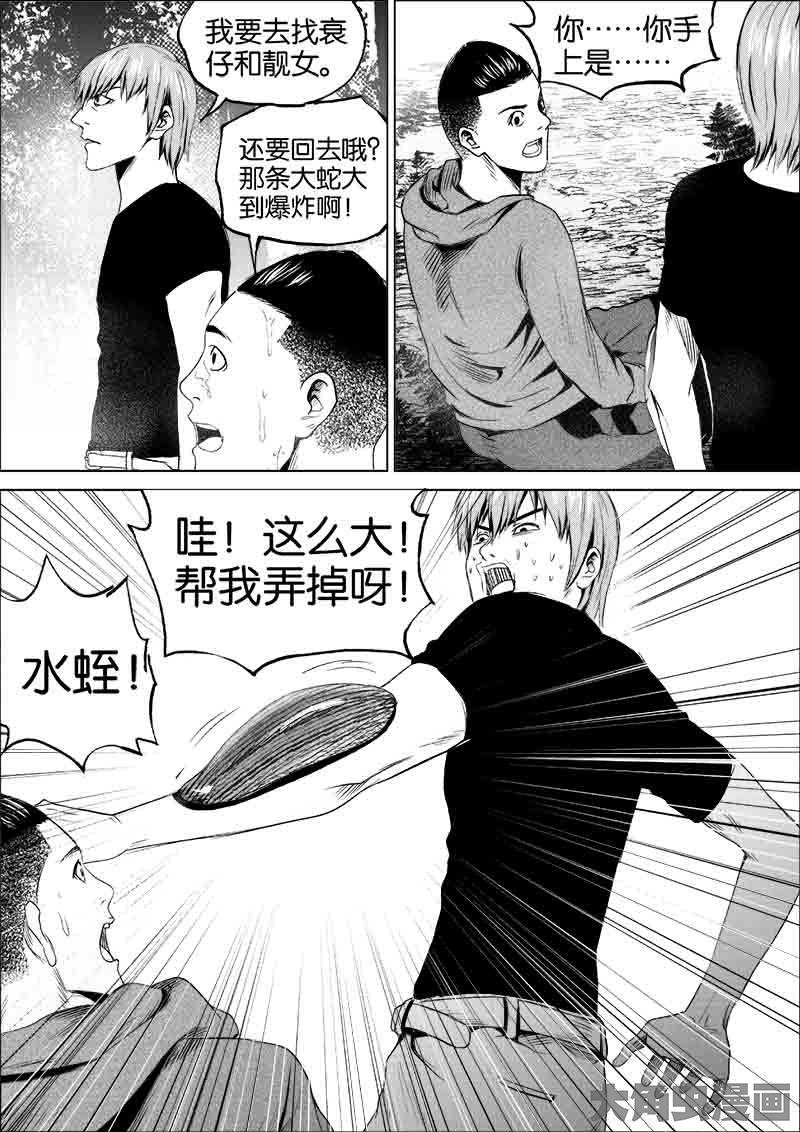 我要去找衰
仔和靓女。
还要回去哦？
那条大蛇大
到爆炸啊！
你……你手
上是……
哇！这么大！
帮我弄掉呀！
水蛭！
大角虫漫画